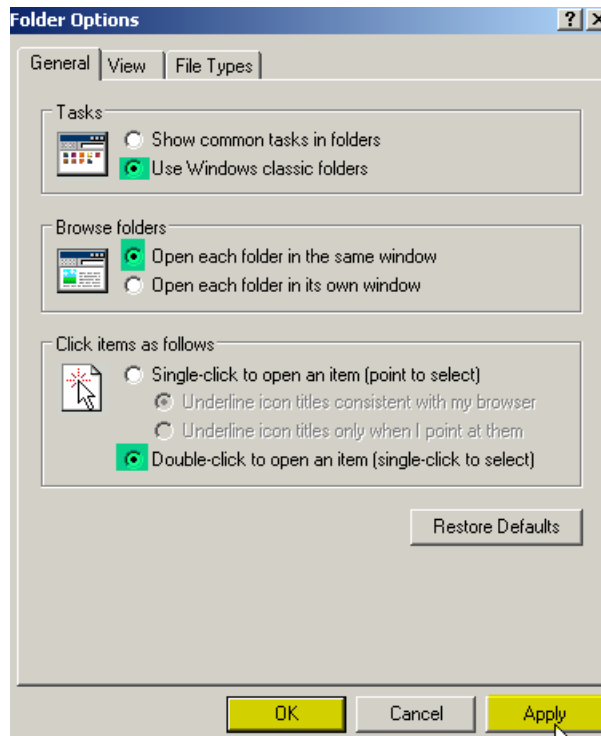 Folder Options
General View File Types
Tasks
Show common tasks in folders
Use Windows classic folders
Browse folders
Open each folder in the same window
Open each folder in its own window
Click items as follows
Single-click to open an item (point to select)
Underline icon titles consistent with my browser
Underline icon titles only when I point at them
Double-click to open an item (single-click to select)
Restore Defaults
OK Cancel Apply